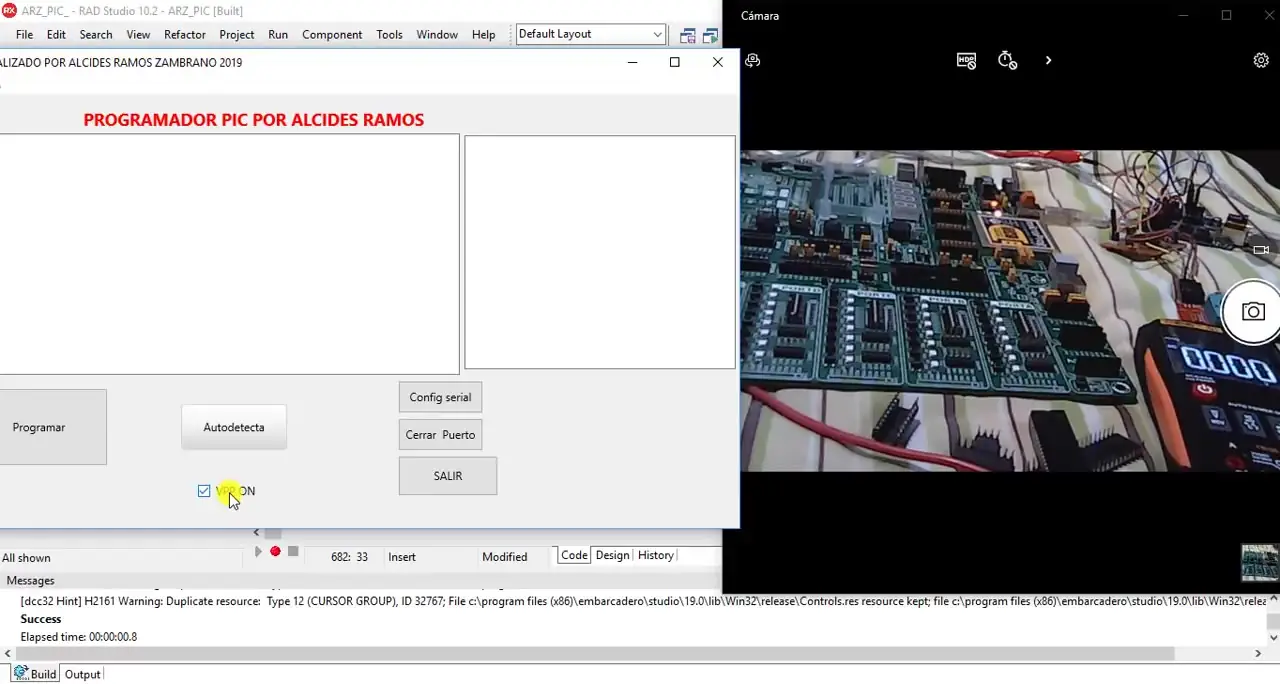 ARZ_PIC_ - RAD Studio 10.2 - ARZ_PIC [Built]
File Edit Search View Refactor Project Run Component Tools Window Help Default Layout
ALIZADO POR ALCIDES RAMOS ZAMBRANO 2019
PROGRAMADOR PIC POR ALCIDES RAMOS
Programar
Autodetecta
Config serial
Cerrar Puerto
SALIR
VPP ON
All shown
682: 33 Insert Modified Code Design History
Messages
[dcc32 Hint] H2161 Warning: Duplicate resource: Type 12 (CURSOR GROUP), ID 32767; File c:\program files (x86)\embarcadero\studio\19.0\lib\Win32\release\Controls.res resource kept; file c:\program files (x86)\embarcadero\studio\19.0\lib\Win32\relea
Success
Elapsed time: 00:00:00.8
Build Output
Cámara
HDR
0.000